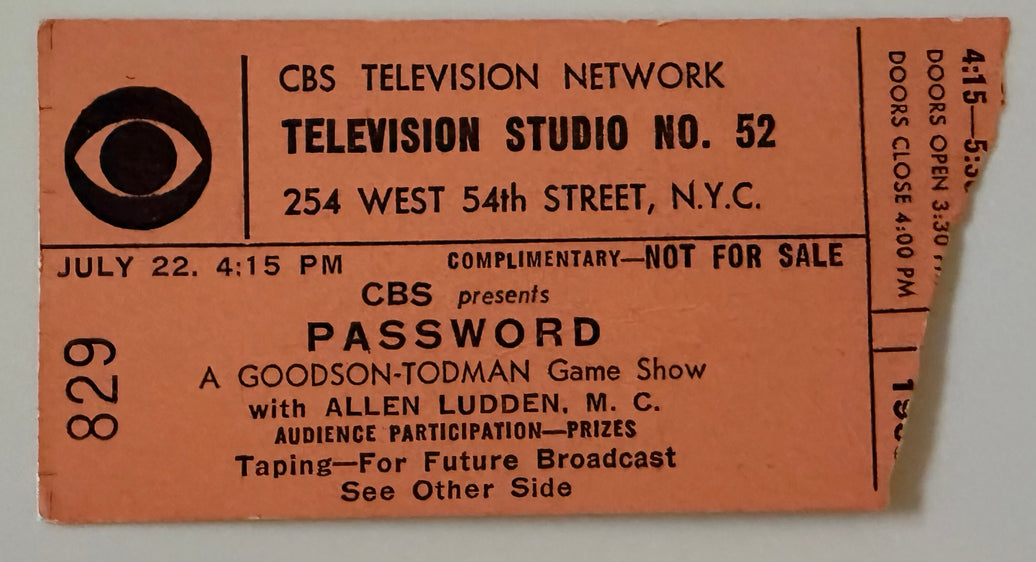 CBS TELEVISION NETWORK
TELEVISION STUDIO NO. 52
254 WEST 54th STREET, N.Y.C.
JULY 22. 4:15 PM
COMPLIMENTARY—NOT FOR SALE
CBS presents
PASSWORD
A GOODSON-TODMAN Game Show
with ALLEN LUDDEN. M. C.
AUDIENCE PARTICIPATION—PRIZES
Taping—For Future Broadcast
See Other Side
829
4:15—
DOORS OPEN 3:30
DOORS CLOSE 4:00 PM